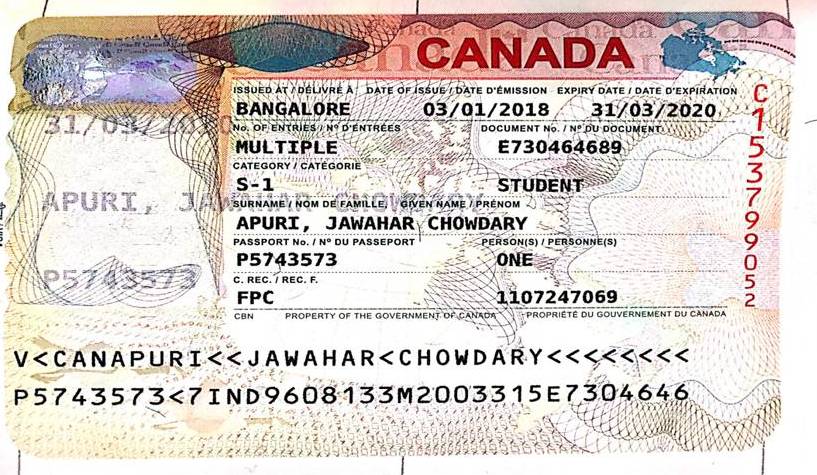 CANADA
ISSUED AT / DÉLIVRÉ À DATE OF ISSUE / DATE D'ÉMISSION EXPIRY DATE / DATE D'EXPIRATION
BANGALORE 03/01/2018 31/03/2020
No. OF ENTRIES / Nº D'ENTRÉES DOCUMENT No. / Nº DU DOCUMENT
MULTIPLE E730464689
CATEGORY / CATÉGORIE
S-1 STUDENT
SURNAME / NOM DE FAMILLE, GIVEN NAME / PRÉNOM
APURI, JAWAHAR CHOWDARY
PASSPORT No. / Nº DU PASSEPORT PERSON(S) / PERSONNE(S)
P5743573 ONE
C. REC. / REC. F.
FPC 1107247069
CBN PROPERTY OF THE GOVERNMENT OF CANADA PROPRIÉTÉ DU GOUVERNEMENT DU CANADA
C153799052
31/03/2020
APURI, JAWAHAR CHOWDARY
P5743573
V<CANAPURI<<JAWAHAR<CHOWDARY<<<<<<<<
P5743573<7IND9608133M2003315E7304646